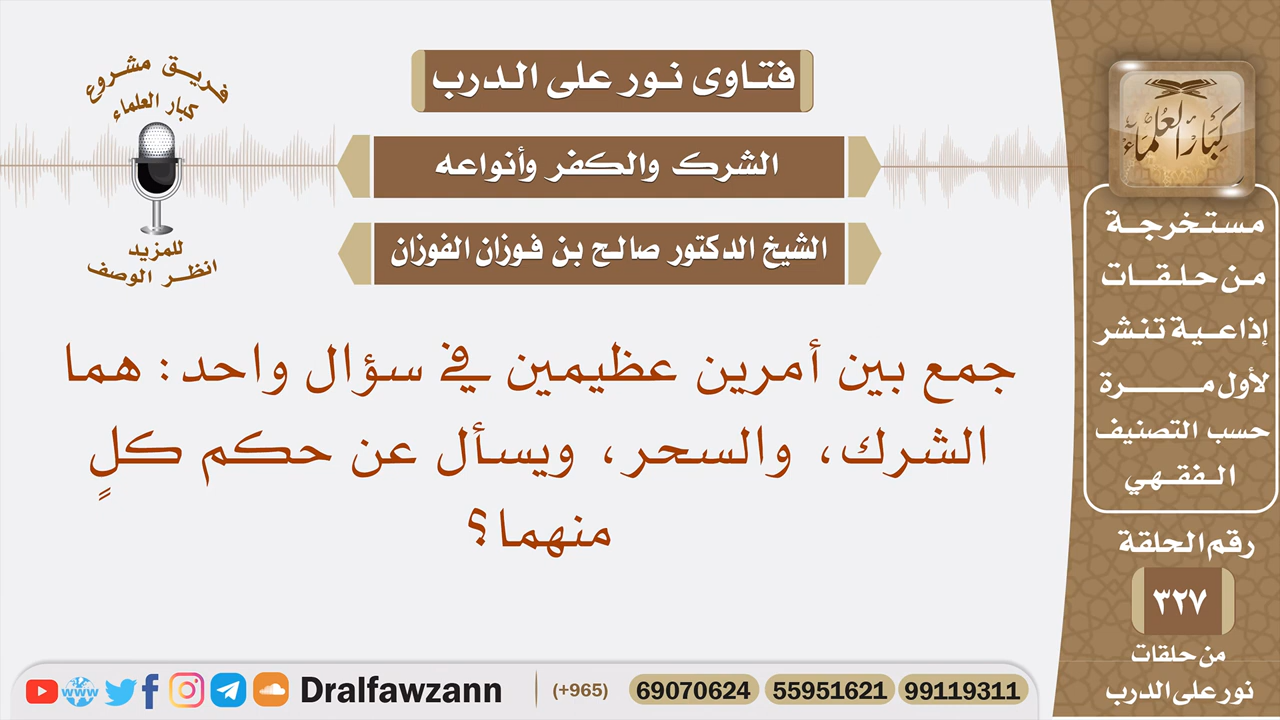 فتاوى نور على الدرب
الشرك والكفر وأنواعه
الشيخ الدكتور صالح بن فوزان الفوزان
جمع بين أمرين عظيمين في سؤال واحد: هما
الشرك، والسحر، ويسأل عن حكم كلٍ
منهما؟
فريق مشروع
كبار العلماء
للمزيد
انظر الوصف
كبار العلماء
مستخرجة
من حلقات
إذاعية تنشر
لأول مرة
حسب التصنيف
الفقهي
رقم الحلقة
٣٢٧
من حلقات
نور على الدرب
www
Dralfawzann
(+965)
69070624
55951621
99119311